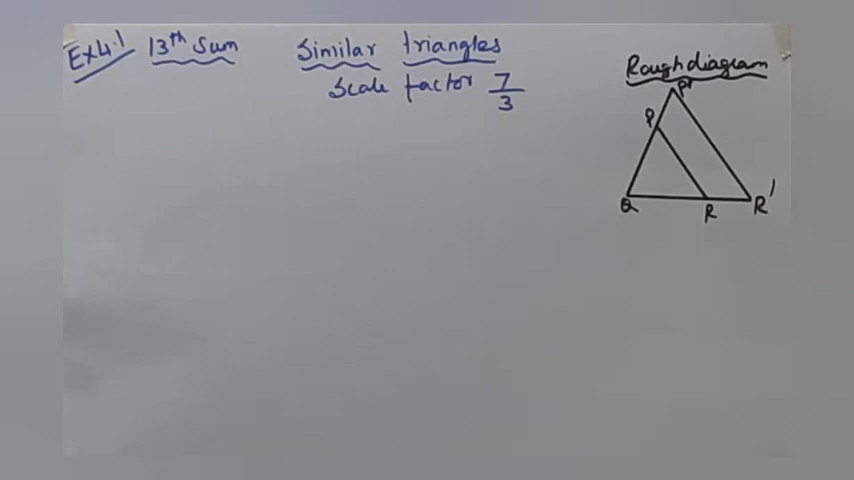 Ex4.1 13th Sum Similar triangles
Scale factor 7/3
Rough diagram
P'
P
Q R R'